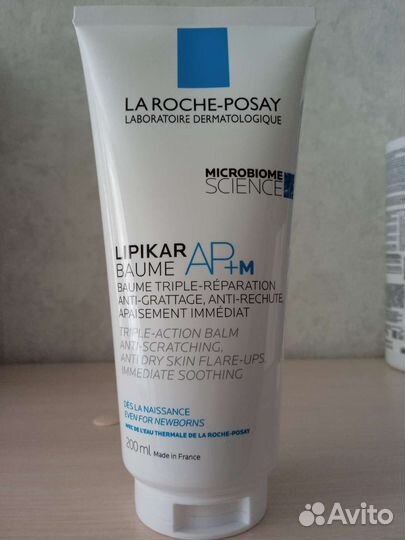 LA ROCHE-POSAY
LABORATOIRE DERMATOLOGIQUE
MICROBIOME
SCIENCE
LIPIKAR
BAUME AP+M
BAUME TRIPLE-RÉPARATION
ANTI-GRATTAGE, ANTI-RECHUTE,
APAISEMENT IMMÉDIAT
TRIPLE-ACTION BALM
ANTI-SCRATCHING,
ANTI DRY SKIN FLARE-UPS,
IMMEDIATE SOOTHING
DÈS LA NAISSANCE
EVEN FOR NEWBORNS
AVEC DE L'EAU THERMALE DE LA ROCHE-POSAY
200ml Made in France
Avito